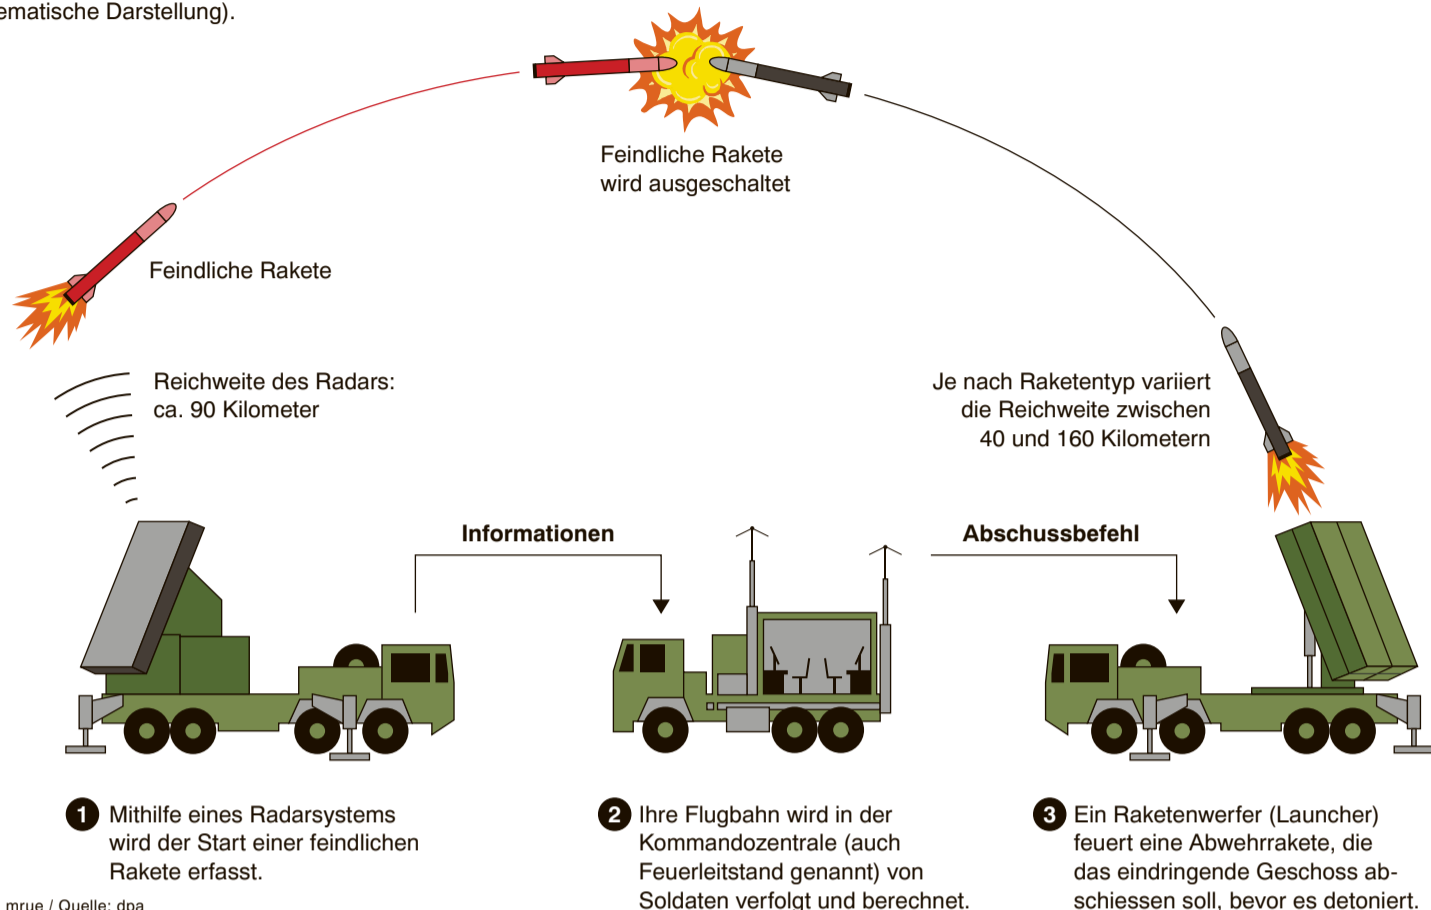 ematische Darstellung).
Feindliche Rakete
wird ausgeschaltet
Feindliche Rakete
Reichweite des Radars:
ca. 90 Kilometer
Je nach Raketentyp variiert
die Reichweite zwischen
40 und 160 Kilometern
Informationen
Abschussbefehl
1 Mithilfe eines Radarsystems
wird der Start einer feindlichen
Rakete erfasst.
2 Ihre Flugbahn wird in der
Kommandozentrale (auch
Feuerleitstand genannt) von
Soldaten verfolgt und berechnet.
3 Ein Raketenwerfer (Launcher)
feuert eine Abwehrrakete, die
das eindringende Geschoss ab-
schiessen soll, bevor es detoniert.
mrue / Quelle: dpa